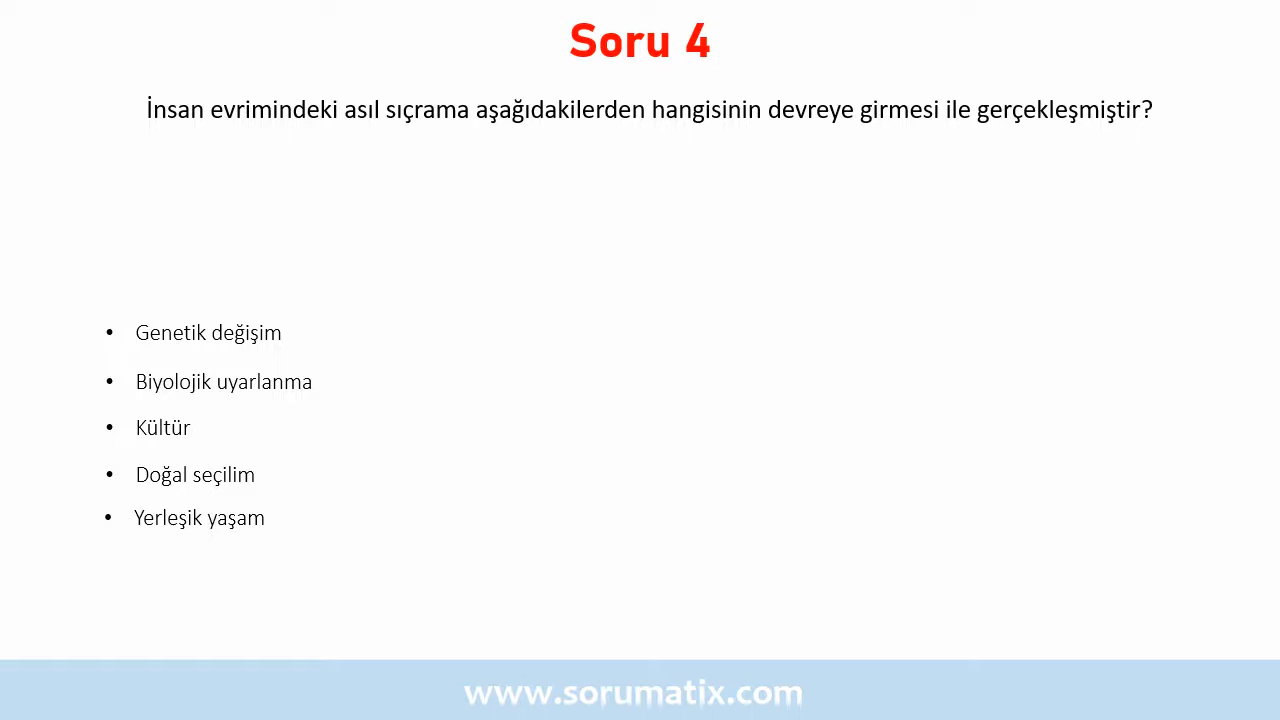 Soru 4
İnsan evrimindeki asıl sıçrama aşağıdakilerden hangisinin devreye girmesi ile gerçekleşmiştir?
• Genetik değişim
• Biyolojik uyarlanma
• Kültür
• Doğal seçilim
• Yerleşik yaşam
www.sorumatix.com